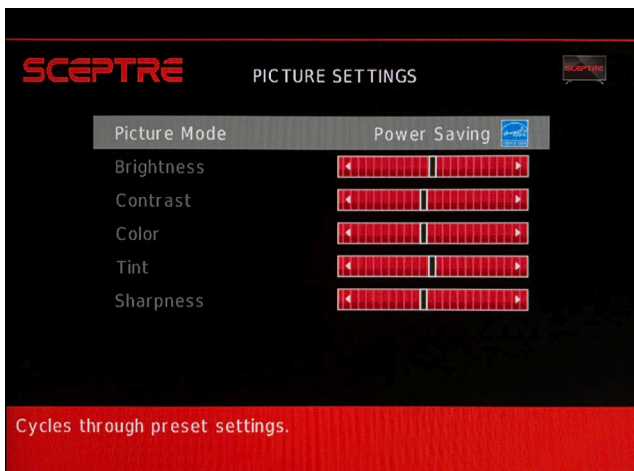 SCEPTRE
PICTURE SETTINGS
SCEPTRE
Picture Mode Power Saving
Brightness
Contrast
Color
Tint
Sharpness
Cycles through preset settings.